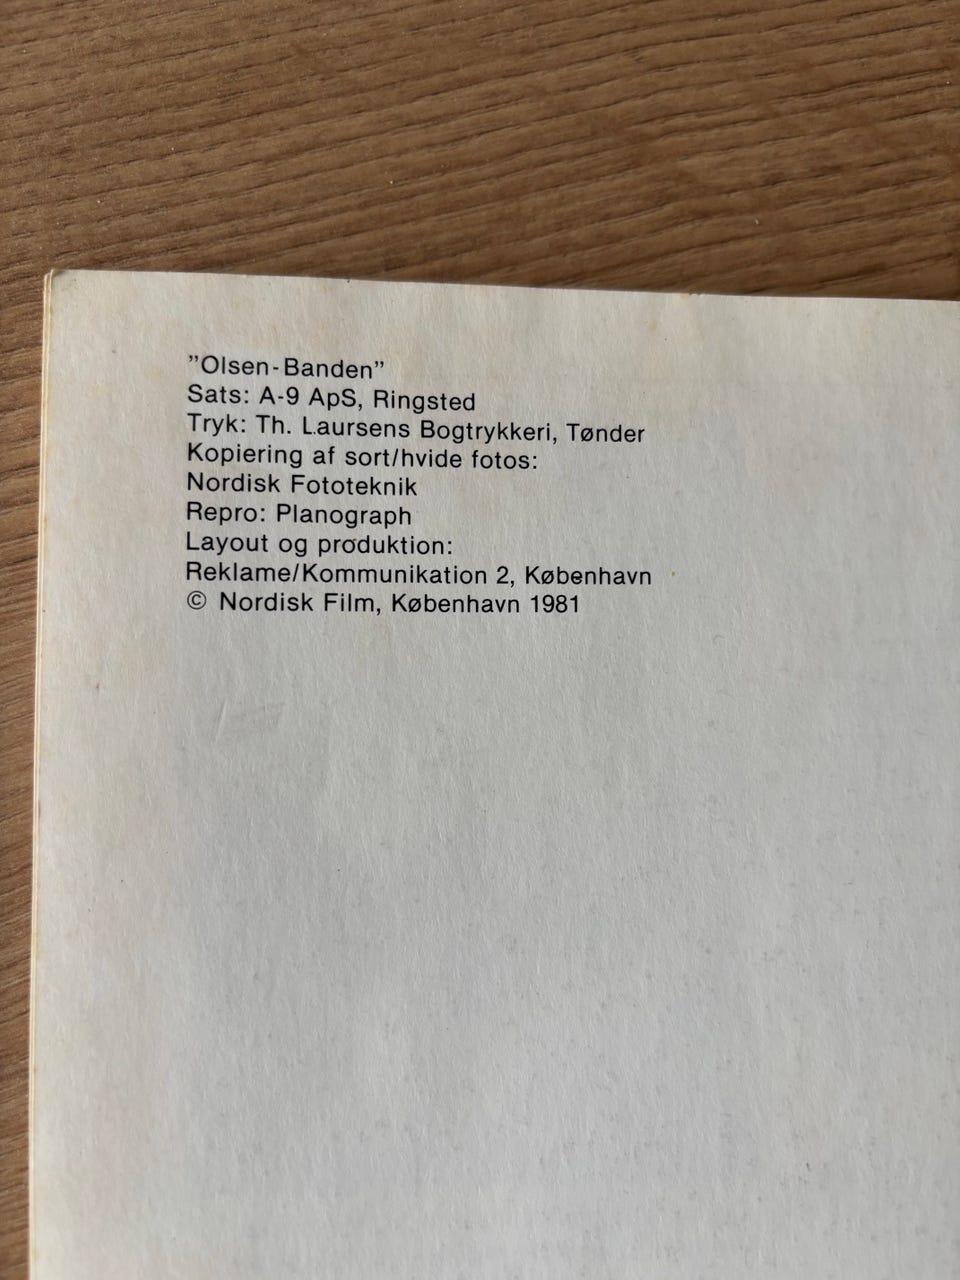 ”Olsen-Banden”
Sats: A-9 ApS, Ringsted
Tryk: Th. Laursens Bogtrykkeri, Tønder
Kopiering af sort/hvide fotos:
Nordisk Fototeknik
Repro: Planograph
Layout og produktion:
Reklame/Kommunikation 2, København
© Nordisk Film, København 1981